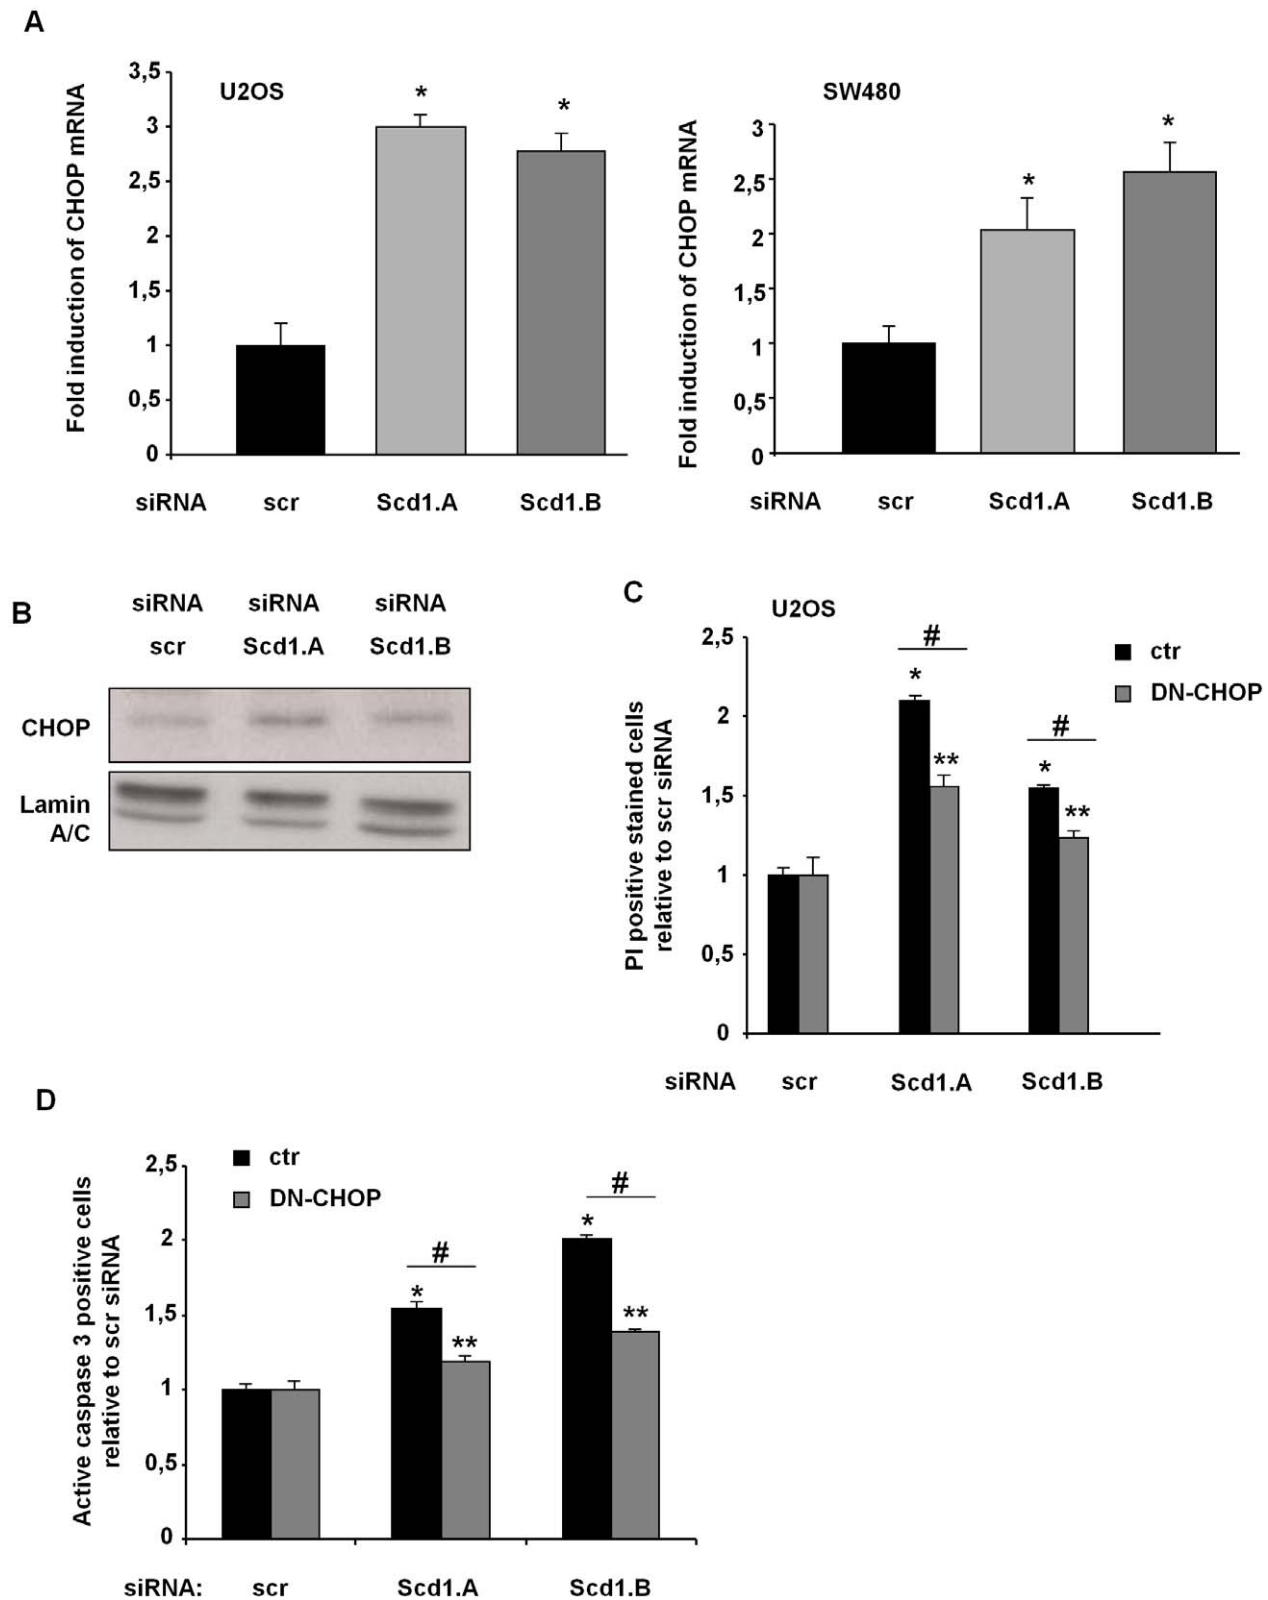 A
Fold induction of CHOP mRNA
3,5
3
2,5
2
1,5
1
0,5
0
U2OS
*
*
siRNA scr Scd1.A Scd1.B
Fold induction of CHOP mRNA
3
2,5
2
1,5
1
0,5
0
SW480
*
*
siRNA scr Scd1.A Scd1.B
B
siRNA siRNA siRNA
scr Scd1.A Scd1.B
CHOP
Lamin
A/C
C
U2OS
PI positive stained cells
relative to scr siRNA
2,5
2
1,5
1
0,5
0
#
*
**
#
*
**
ctr
DN-CHOP
siRNA scr Scd1.A Scd1.B
D
Active caspase 3 positive cells
relative to scr siRNA
2,5
2
1,5
1
0,5
0
ctr
DN-CHOP
#
*
**
#
*
**
siRNA: scr Scd1.A Scd1.B